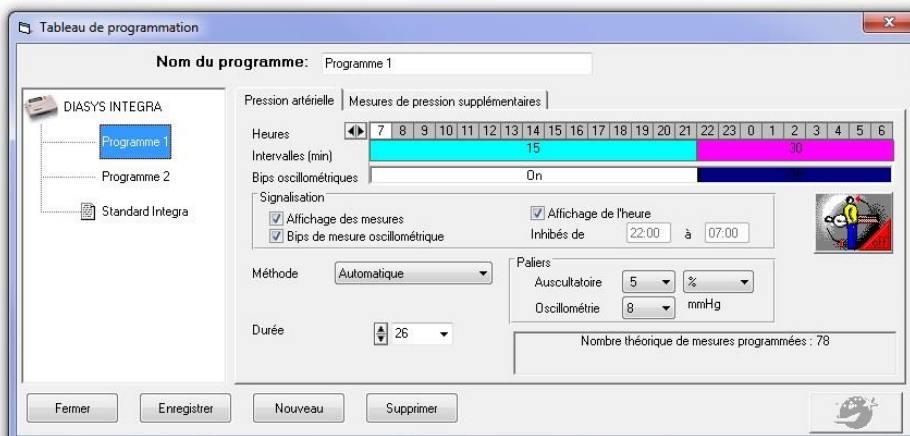 Tableau de programmation
Nom du programme: Programme 1
DIASYS INTEGRA
Programme 1
Programme 2
Standard Integra
Pression artérielle Mesures de pression supplémentaires
Heures 7 8 9 10 11 12 13 14 15 16 17 18 19 20 21 22 23 0 1 2 3 4 5 6
Intervalles (min) 15 30
Bips oscillométriques On
Signalisation
Affichage des mesures Affichage de l'heure
Bips de mesure oscillométrique Inhibés de 22:00 à 07:00
Méthode Automatique
Paliers
Auscultatoire 5 %
Oscillométrie 8 mmHg
Durée 26
Nombre théorique de mesures programmées : 78
off
Fermer Enregistrer Nouveau Supprimer